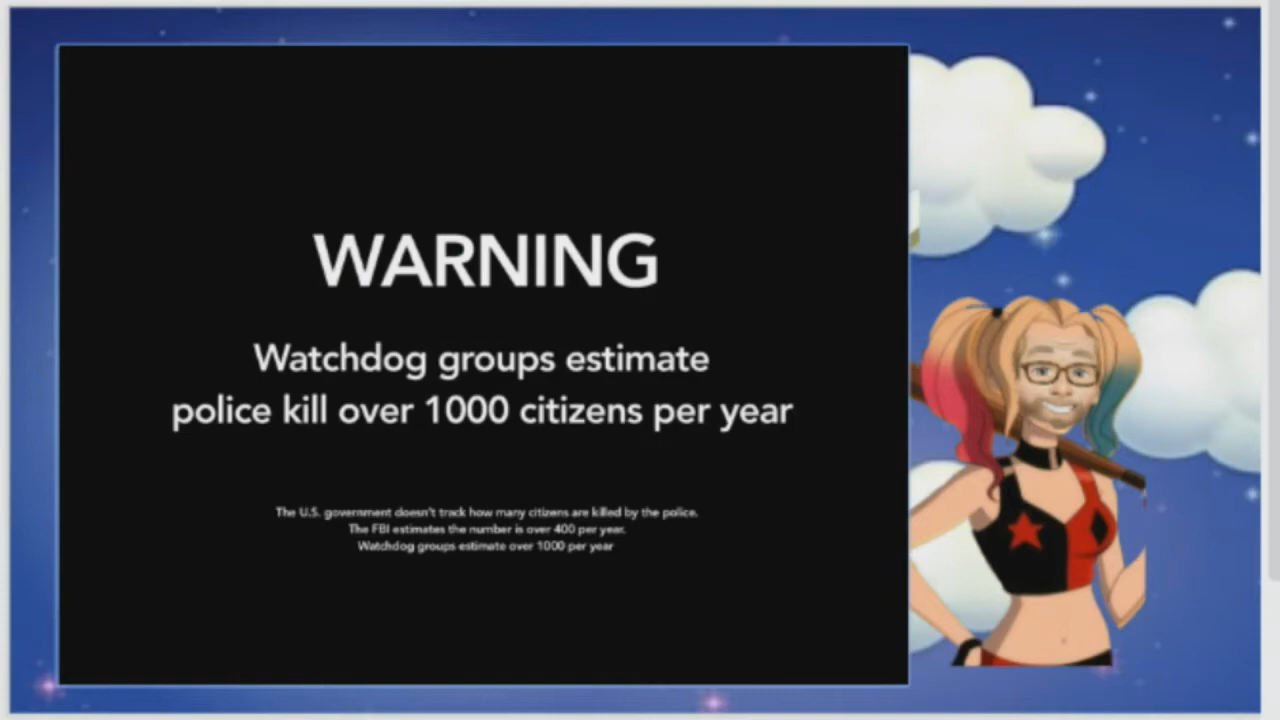 WARNING
Watchdog groups estimate
police kill over 1000 citizens per year
The U.S. government doesn't track how many citizens are killed by the police.
The FBI estimates the number is over 400 per year.
Watchdog groups estimate over 1000 per year